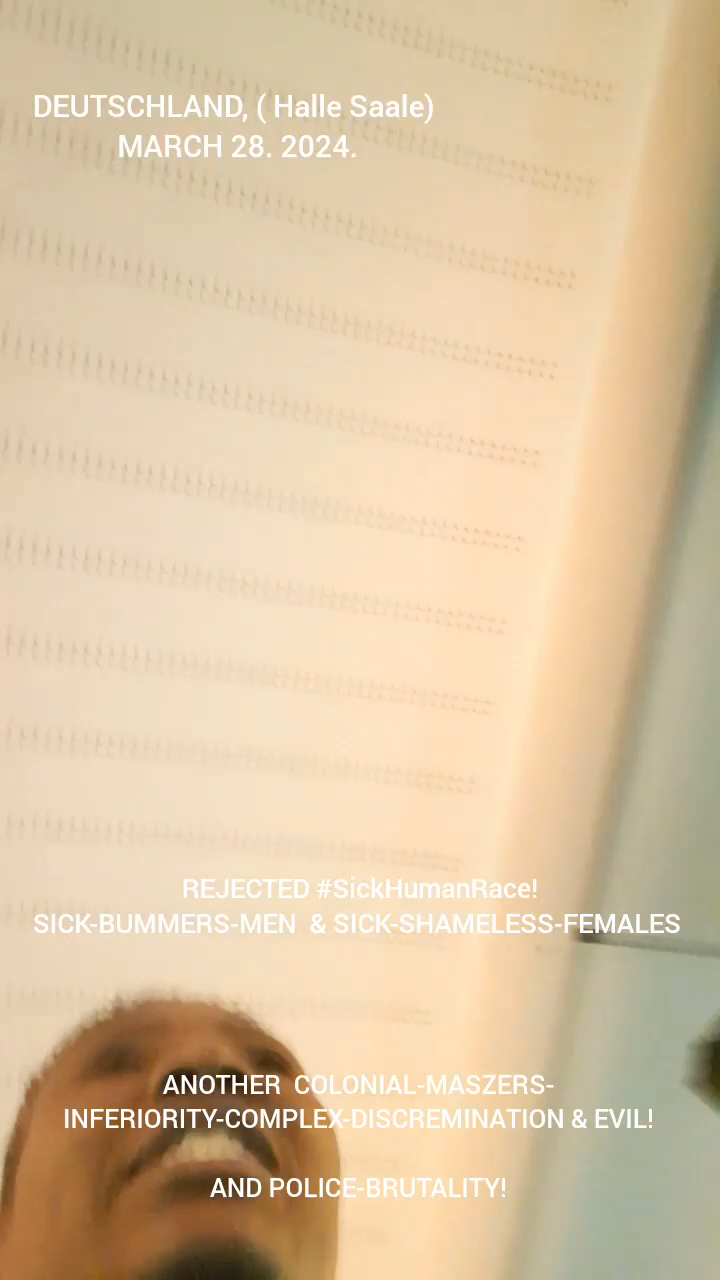 DEUTSCHLAND, ( Halle Saale)
MARCH 28. 2024.
REJECTED #SickHumanRace!
SICK-BUMMERS-MEN & SICK-SHAMELESS-FEMALES
ANOTHER COLONIAL-MASZERS-
INFERIORITY-COMPLEX-DISCREMINATION & EVIL!
AND POLICE-BRUTALITY!